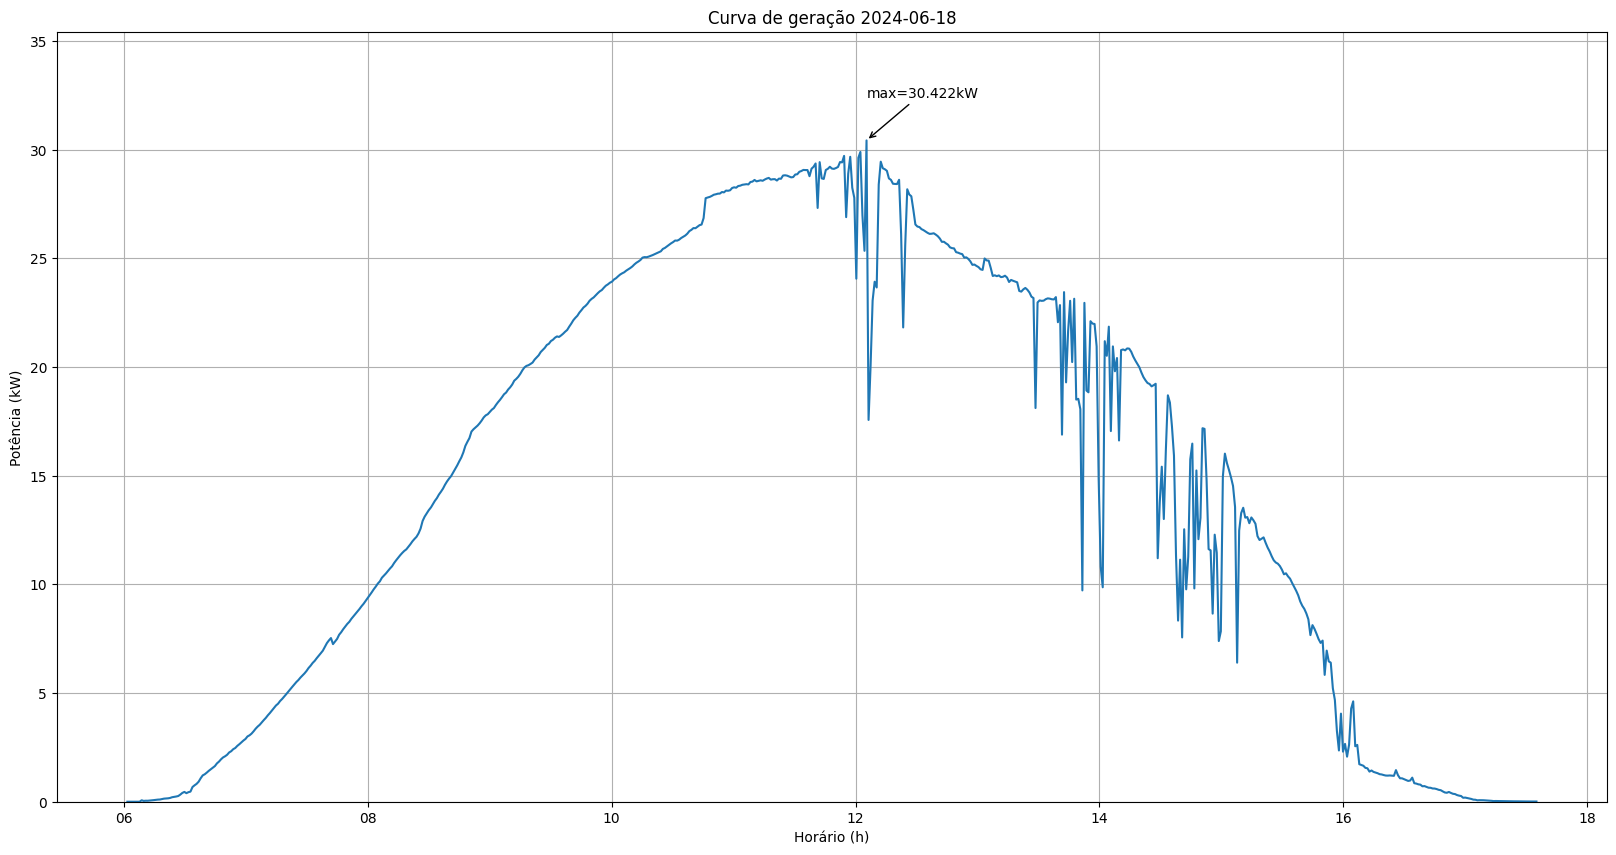 Curva de geração 2024-06-18
35
max=30.422kW
30
25
20
Potência (kW)
15
10
5
0
06 08 10 12 14 16 18
Horário (h)